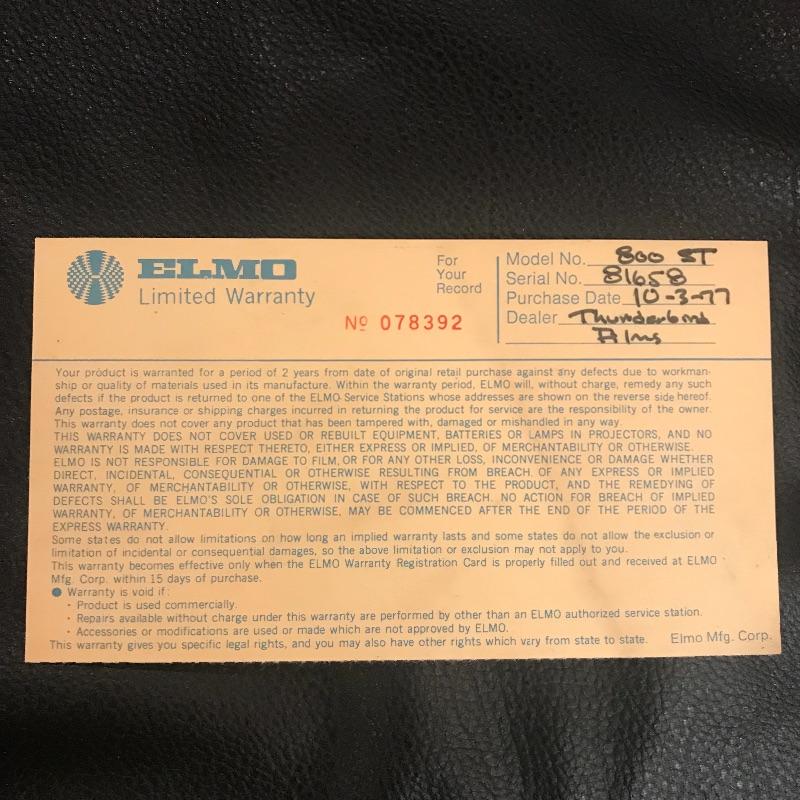 ELMO
Limited Warranty
For
Your
Record
Nº 078392
Model No. 800 ST
Serial No. 81658
Purchase Date 10-3-77
Dealer Thunderbird
Films
Your product is warranted for a period of 2 years from date of original retail purchase against any defects due to workman-
ship or quality of materials used in its manufacture. Within the warranty period, ELMO will, without charge, remedy any such
defects if the product is returned to one of the ELMO Service Stations whose addresses are shown on the reverse side hereof.
Any postage, insurance or shipping charges incurred in returning the product for service are the responsibility of the owner.
This warranty does not cover any product that has been tampered with, damaged or mishandled in any way.
THIS WARRANTY DOES NOT COVER USED OR REBUILT EQUIPMENT, BATTERIES OR LAMPS IN PROJECTORS, AND NO
WARRANTY IS MADE WITH RESPECT THERETO, EITHER EXPRESS OR IMPLIED, OF MERCHANTABILITY OR OTHERWISE.
ELMO IS NOT RESPONSIBLE FOR DAMAGE TO FILM, OR FOR ANY OTHER LOSS, INCONVENIENCE OR DAMAGE WHETHER
DIRECT, INCIDENTAL, CONSEQUENTIAL OR OTHERWISE RESULTING FROM BREACH OF ANY EXPRESS OR IMPLIED
WARRANTY, OF MERCHANTABILITY OR OTHERWISE, WITH RESPECT TO THE PRODUCT, AND THE REMEDYING OF
DEFECTS SHALL BE ELMO'S SOLE OBLIGATION IN CASE OF SUCH BREACH. NO ACTION FOR BREACH OF IMPLIED
WARRANTY, OF MERCHANTABILITY OR OTHERWISE, MAY BE COMMENCED AFTER THE END OF THE PERIOD OF THE
EXPRESS WARRANTY.
Some states do not allow limitations on how long an implied warranty lasts and some states do not allow the exclusion or
limitation of incidental or consequential damages, so the above limitation or exclusion may not apply to you.
This warranty becomes effective only when the ELMO Warranty Registration Card is properly filled out and received at ELMO
Mfg. Corp. within 15 days of purchase.
● Warranty is void if:
· Product is used commercially.
· Repairs available without charge under this warranty are performed by other than an ELMO authorized service station.
· Accessories or modifications are used or made which are not approved by ELMO.
This warranty gives you specific legal rights, and you may also have other rights which vary from state to state.
Elmo Mfg. Corp.